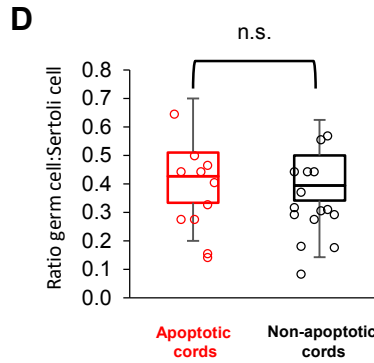 D
n.s.
Ratio germ cell:Sertoli cell
0.8
0.7
0.6
0.5
0.4
0.3
0.2
0.1
0.0
Apoptotic
cords
Non-apoptotic
cords